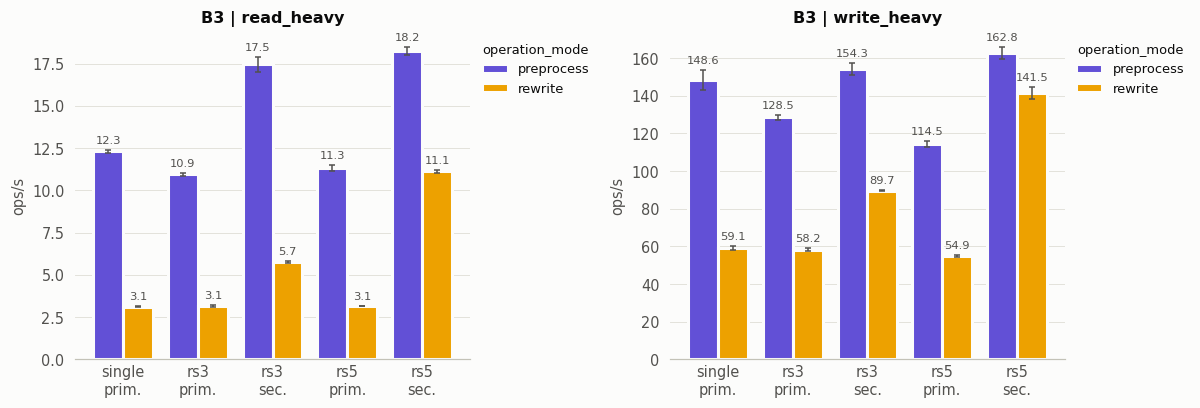 B3 | read_heavy
ops/s
17.5
15.0
12.5
10.0
7.5
5.0
2.5
0.0
12.3
3.1
10.9
3.1
17.5
5.7
11.3
3.1
18.2
11.1
single
prim.
rs3
prim.
rs3
sec.
rs5
prim.
rs5
sec.
operation_mode
preprocess
rewrite
B3 | write_heavy
ops/s
160
140
120
100
80
60
40
20
0
148.6
59.1
128.5
58.2
154.3
89.7
114.5
54.9
162.8
141.5
single
prim.
rs3
prim.
rs3
sec.
rs5
prim.
rs5
sec.
operation_mode
preprocess
rewrite